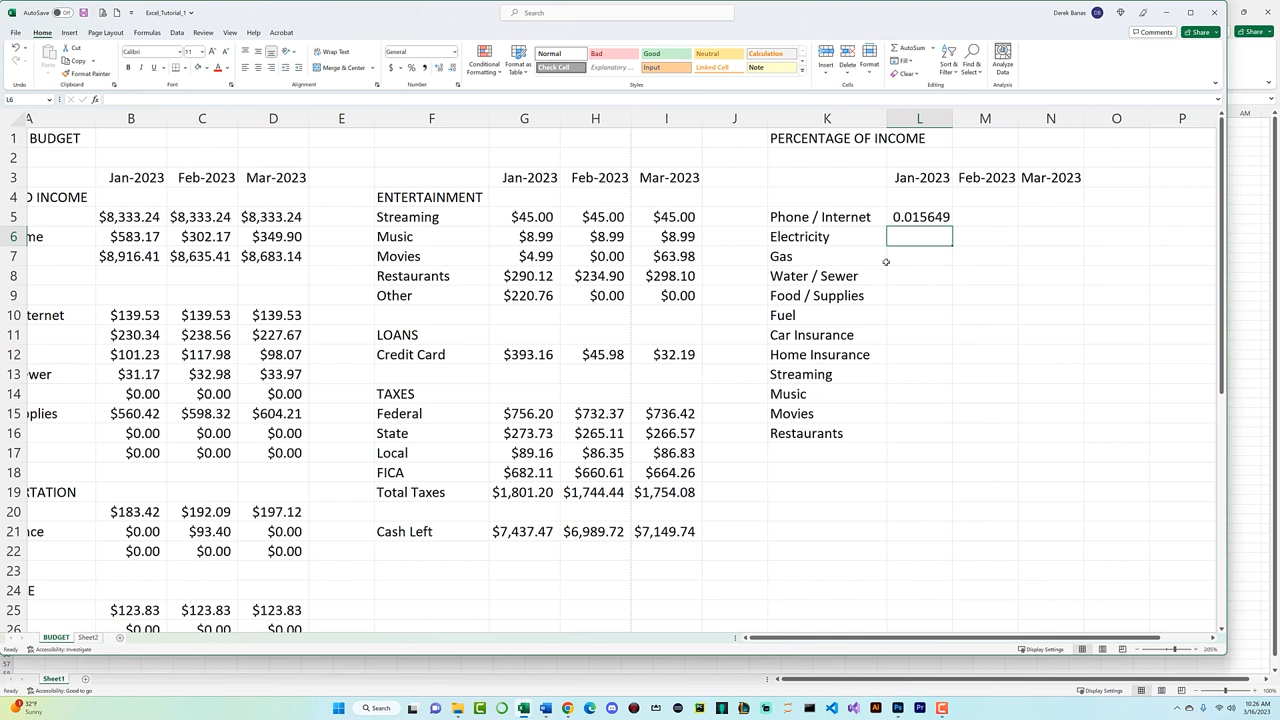 AutoSave Off Excel_Tutorial_1 Search Derek Banas DB
File Home Insert Page Layout Formulas Data Review View Help Acrobat Comments Share Share
Undo
Cut
Copy
Format Painter
Clipboard
Calibri 11
Font
Wrap Text
Merge & Center
Alignment
General
Number
Conditional Formatting
Format as Table
Normal Bad Good Neutral Calculation
Check Cell Explanatory ... Input Linked Cell Note
Styles
Insert Delete Format
Cells
AutoSum
Fill
Clear
Sort & Filter
Find & Select
Editing
Analyze Data
Analysis
L6 fx
A B C D E F G H I J K L M N O P AM
1 BUDGET PERCENTAGE OF INCOME
2
3 Jan-2023 Feb-2023 Mar-2023 Jan-2023 Feb-2023 Mar-2023 Jan-2023 Feb-2023 Mar-2023
4 O INCOME ENTERTAINMENT
5 $8,333.24 $8,333.24 $8,333.24 Streaming $45.00 $45.00 $45.00 Phone / Internet 0.015649
6 me $583.17 $302.17 $349.90 Music $8.99 $8.99 $8.99 Electricity
7 $8,916.41 $8,635.41 $8,683.14 Movies $4.99 $0.00 $63.98 Gas
8 Restaurants $290.12 $234.90 $298.10 Water / Sewer
9 Other $220.76 $0.00 $0.00 Food / Supplies
10 ternet $139.53 $139.53 $139.53 Fuel
11 $230.34 $238.56 $227.67 LOANS Car Insurance
12 $101.23 $117.98 $98.07 Credit Card $393.16 $45.98 $32.19 Home Insurance
13 wer $31.17 $32.98 $33.97 Streaming
14 $0.00 $0.00 $0.00 TAXES Music
15 plies $560.42 $598.32 $604.21 Federal $756.20 $732.37 $736.42 Movies
16 $0.00 $0.00 $0.00 State $273.73 $265.11 $266.57 Restaurants
17 $0.00 $0.00 $0.00 Local $89.16 $86.35 $86.83
18 FICA $682.11 $660.61 $664.26
19 RTATION Total Taxes $1,801.20 $1,744.44 $1,754.08
20 $183.42 $192.09 $197.12
21 nce $0.00 $93.40 $0.00 Cash Left $7,437.47 $6,989.72 $7,149.74
22 $0.00 $0.00 $0.00
23
24 E
25 $123.83 $123.83 $123.83
26 $0.00 $0.00 $0.00
BUDGET Sheet2
Ready Accessibility: Investigate Display Settings 205%
57
Sheet1
Ready Accessibility: Good to go Display Settings 100%
1 32°F
Sunny
Search
10:26 AM
3/16/2023